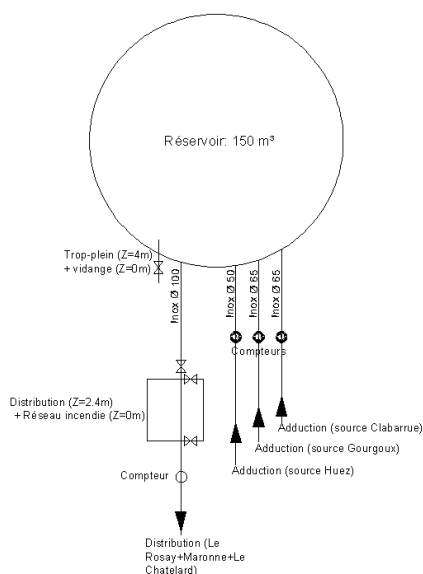 Réservoir: 150 m³
Trop-plein (Z=4m)
+ vidange (Z=0m)
Inox Ø 100
Inox Ø 50
Inox Ø 65
Inox Ø 65
Compteurs
Distribution (Z=2.4m)
+ Réseau incendie (Z=0m)
Adduction (source Clabarrue)
Adduction (source Gourgoux)
Adduction (source Huez)
Compteur
Distribution (Le
Rosay+Maronne+Le
Chatelard)